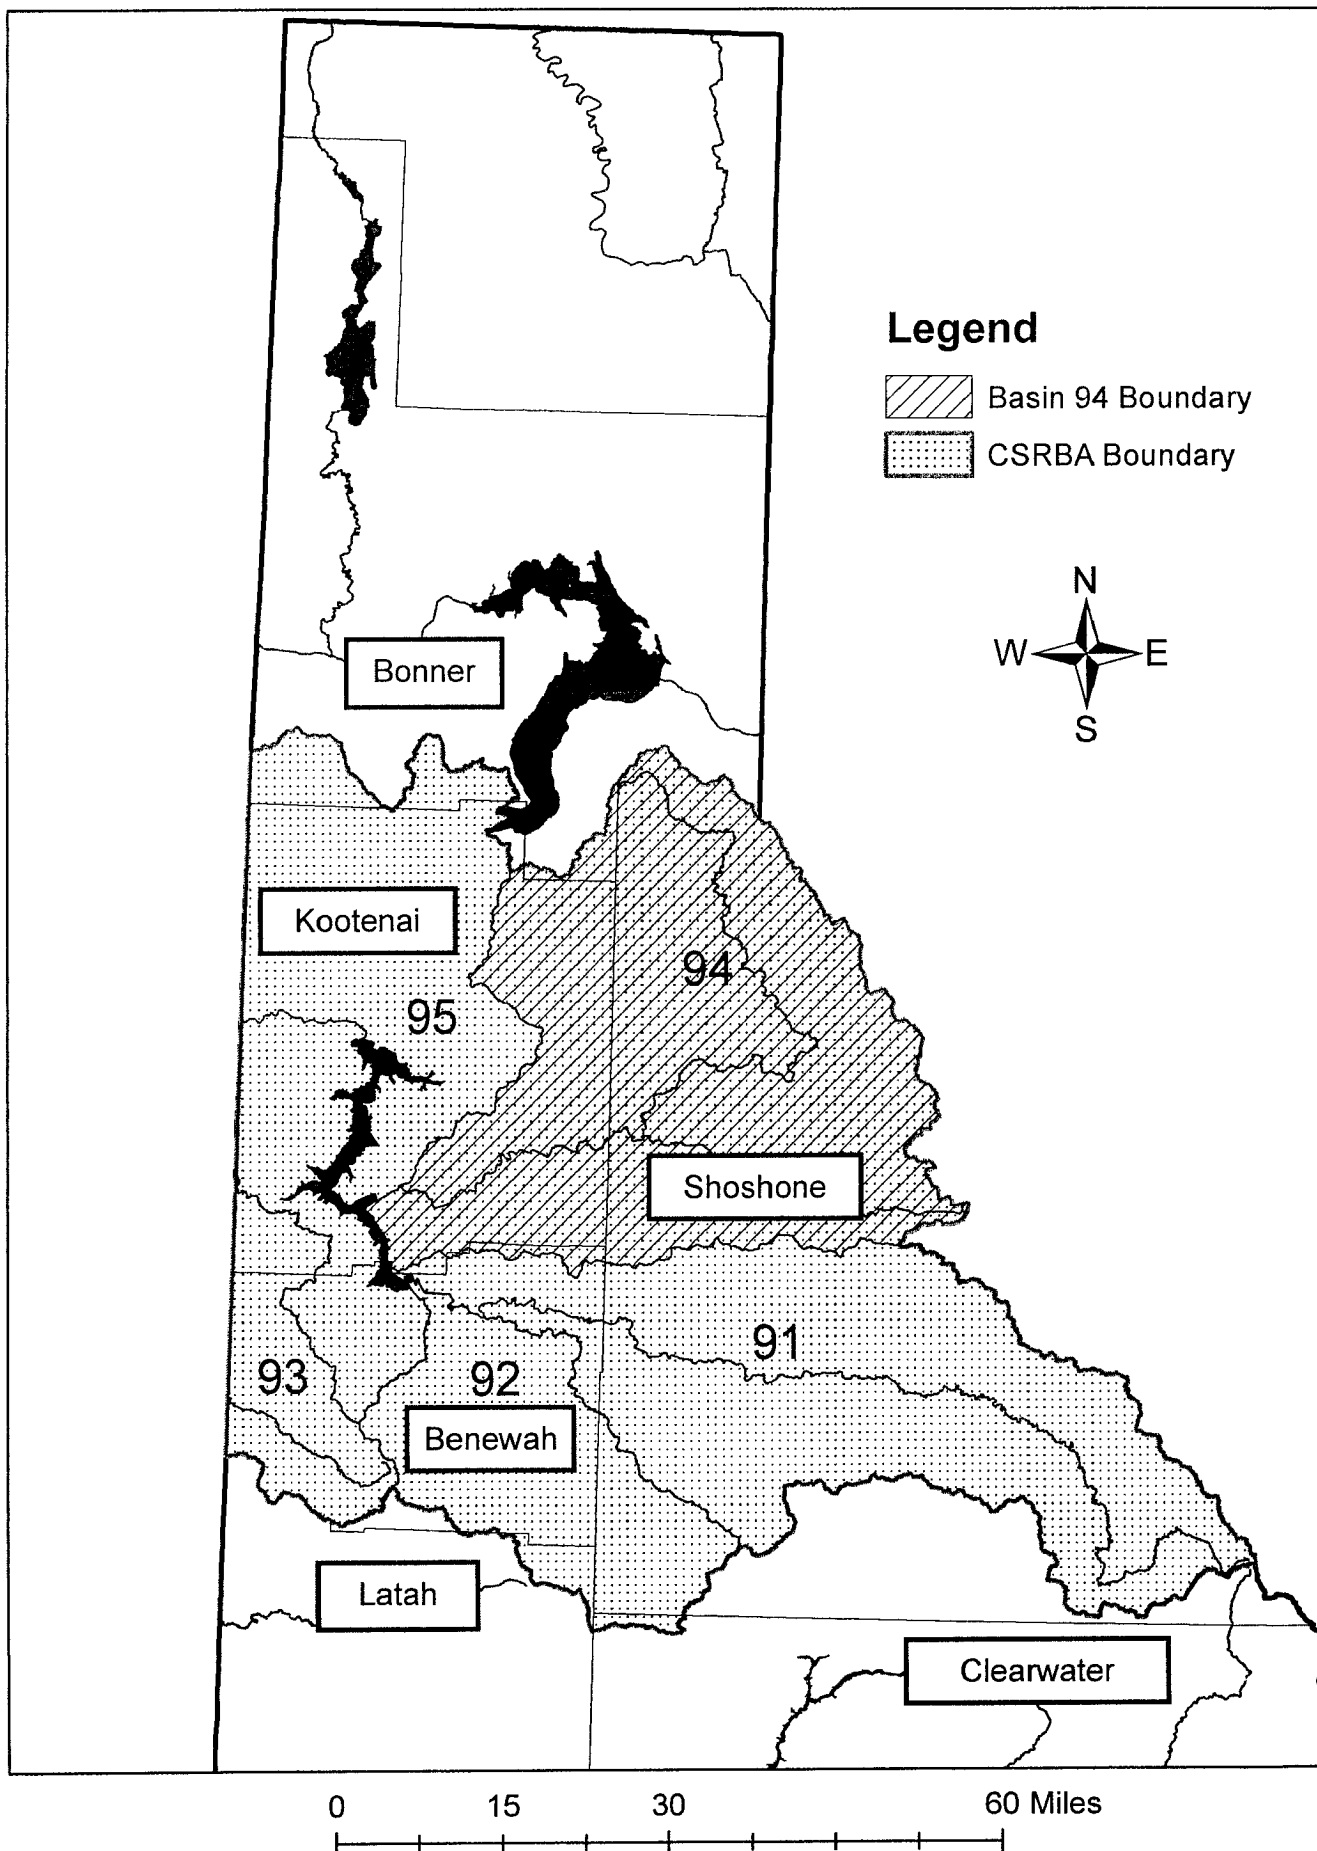 Legend
Basin 94 Boundary
CSRBA Boundary
N
W E
S
Bonner
Kootenai
94
95
Shoshone
91
93
92
Benewah
Latah
Clearwater
0 15 30 60 Miles